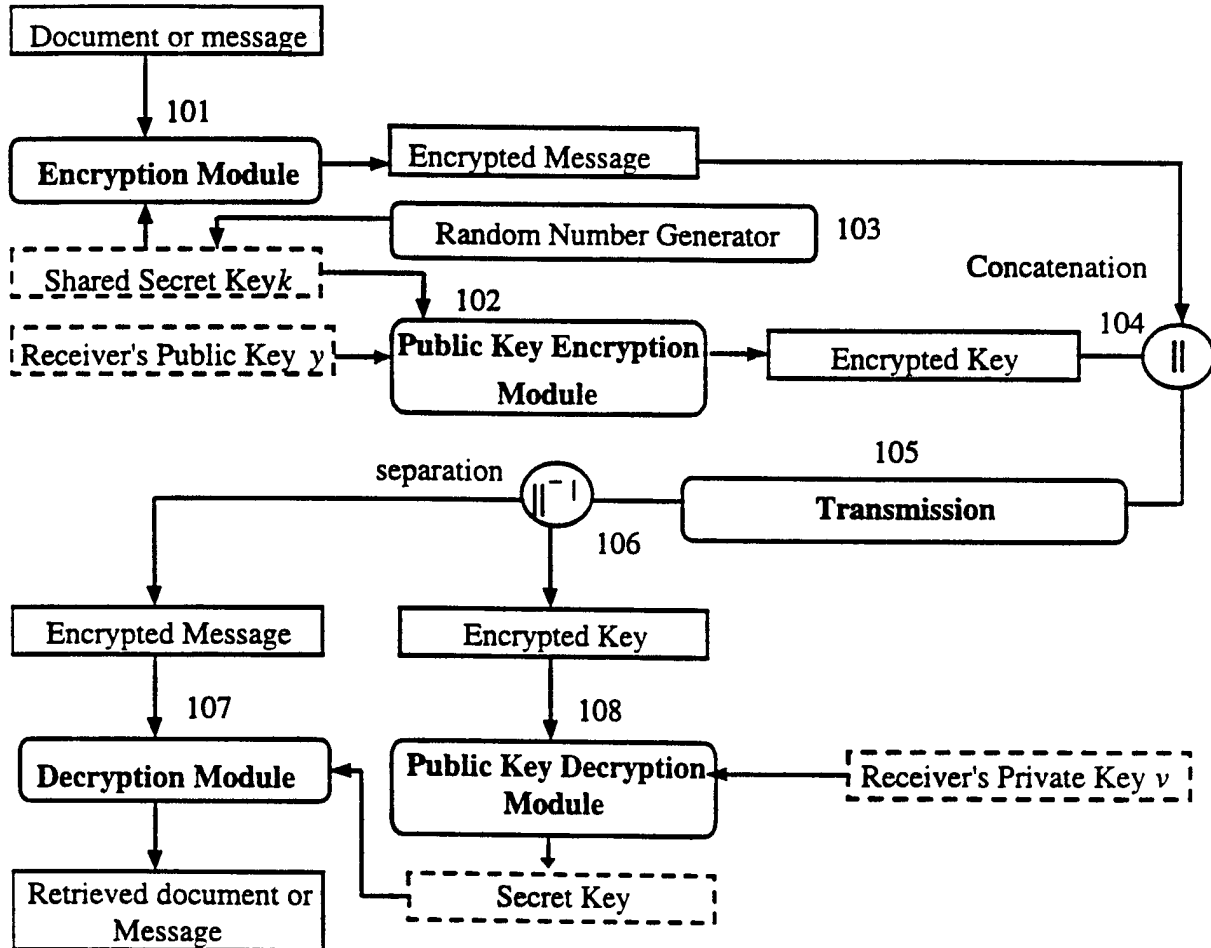 Document or message
101
Encryption Module
Encrypted Message
Random Number Generator
103
Shared Secret Key k
Concatenation
102
104
Receiver's Public Key y
Public Key Encryption
Module
Encrypted Key
||
105
separation
||⁻¹
Transmission
106
Encrypted Message
Encrypted Key
107
108
Decryption Module
Public Key Decryption
Module
Receiver's Private Key v
Retrieved document or
Message
Secret Key